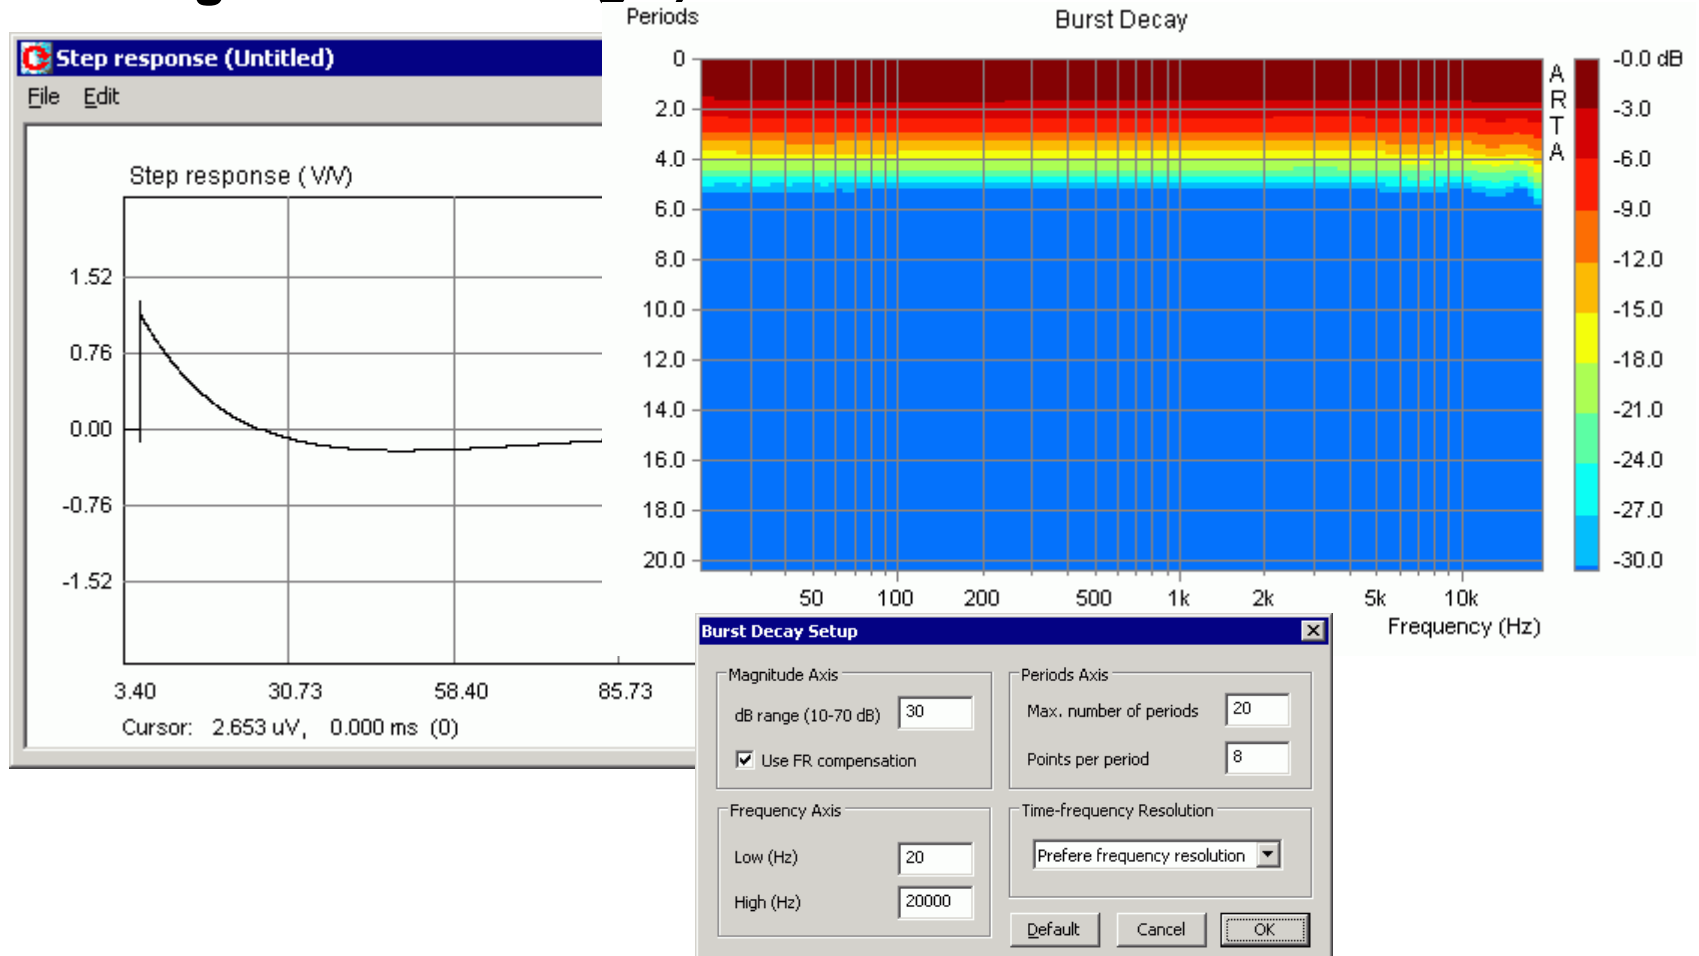 Step response (Untitled)
File Edit
Step response ( V/V)
1.52
0.76
0.00
-0.76
-1.52
3.40 30.73 58.40 85.73
Cursor: 2.653 uV, 0.000 ms (0)
Periods Burst Decay
0
2.0
4.0
6.0
8.0
10.0
12.0
14.0
16.0
18.0
20.0
A
R
T
A
-0.0 dB
-3.0
-6.0
-9.0
-12.0
-15.0
-18.0
-21.0
-24.0
-27.0
-30.0
50 100 200 500 1k 2k 5k 10k
Frequency (Hz)
Burst Decay Setup
Magnitude Axis
dB range (10-70 dB) 30
Use FR compensation
Periods Axis
Max. number of periods 20
Points per period 8
Frequency Axis
Low (Hz) 20
High (Hz) 20000
Time-frequency Resolution
Prefere frequency resolution
Default Cancel OK